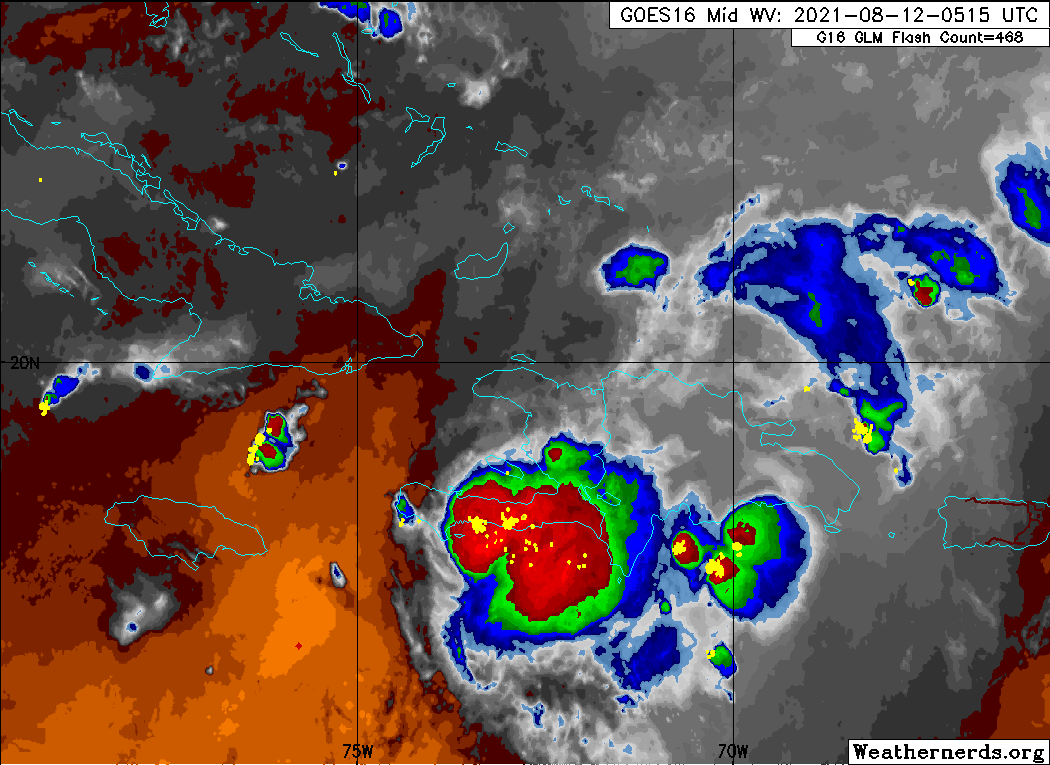 GOES16 Mid WV: 2021-08-12-0515 UTC
G16 GLM Flash Count=468
20N
75W
70W
Weathernerds.org